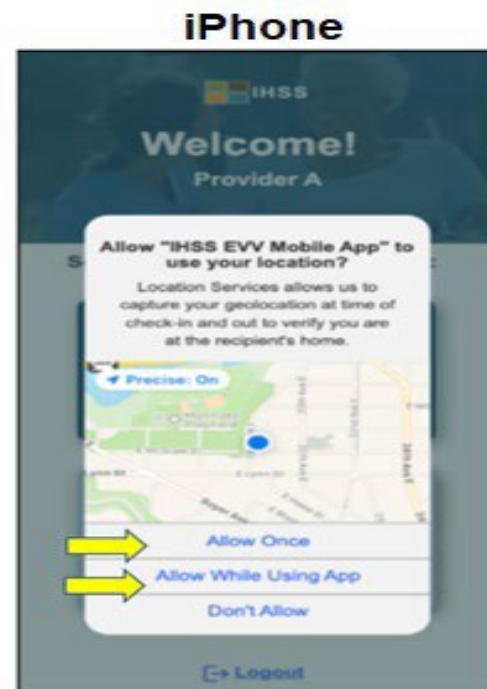 iPhone
IHSS
Welcome!
Provider A
Allow "IHSS EVV Mobile App" to
use your location?
Location Services allows us to
capture your geolocation at time of
check-in and out to verify you are
at the recipient's home.
Precise: On
E Lynn St
Allow Once
Allow While Using App
Don't Allow
Logout